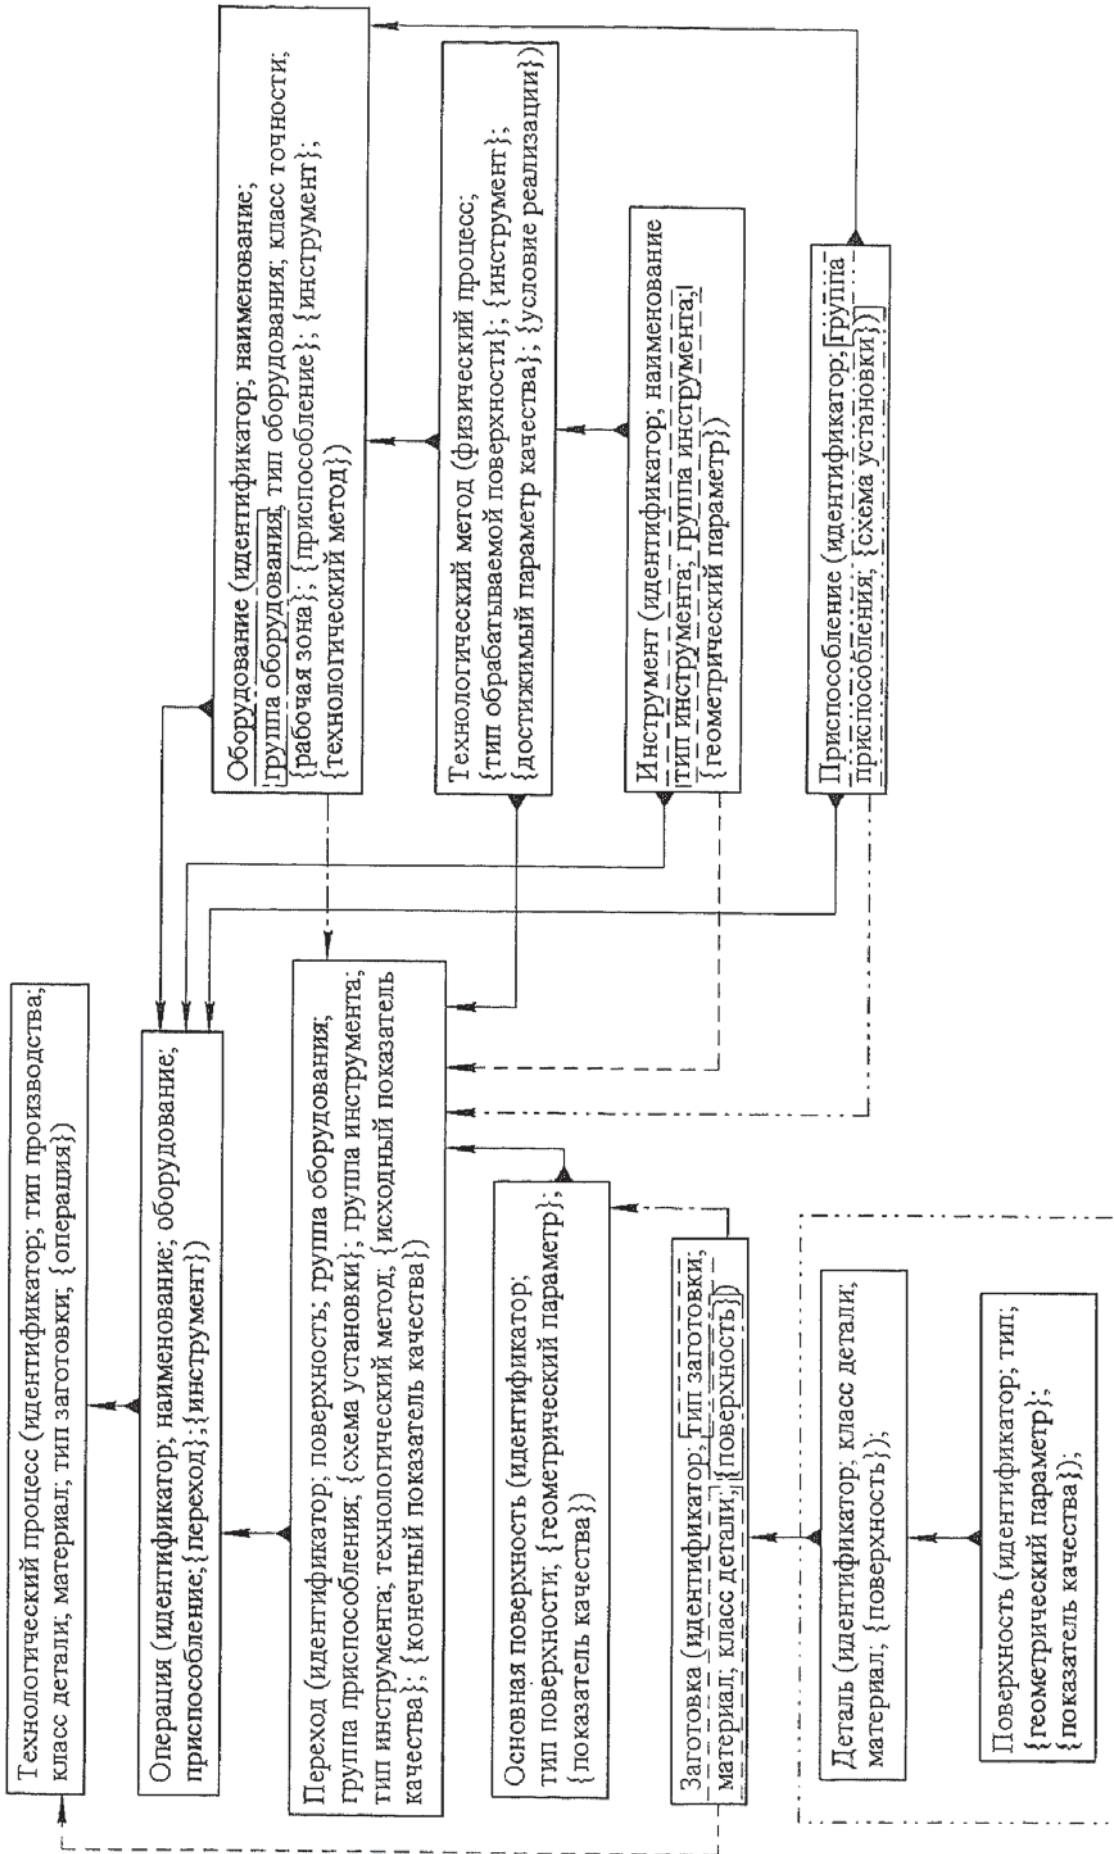 Технологический процесс (идентификатор; тип производства;
класс детали; материал; тип заготовки; {операция})
Операция (идентификатор; наименование; оборудование;
приспособление;{переход};{инструмент})
Переход (идентификатор; поверхность; группа оборудования;
группа приспособления; {схема установки}; группа инструмента;
тип инструмента; технологический метод; {исходный показатель
качества}; {конечный показатель качества})
Основная поверхность (идентификатор;
тип поверхности; {геометрический параметр};
{показатель качества})
Заготовка (идентификатор; тип заготовки;
материал; класс детали; {поверхность})
Деталь (идентификатор; класс детали;
материал; {поверхность});
Поверхность (идентификатор; тип;
{геометрический параметр};
{показатель качества});
Оборудование (идентификатор; наименование;
группа оборудования; тип оборудования; класс точности;
{рабочая зона}; {приспособление}; {инструмент};
{технологический метод})
Технологический метод (физический процесс;
{тип обрабатываемой поверхности}; {инструмент};
{достижимый параметр качества}; {условие реализации})
Инструмент (идентификатор; наименование
тип инструмента; группа инструмента;
{геометрический параметр})
Приспособление (идентификатор; группа
приспособления; {схема установки})